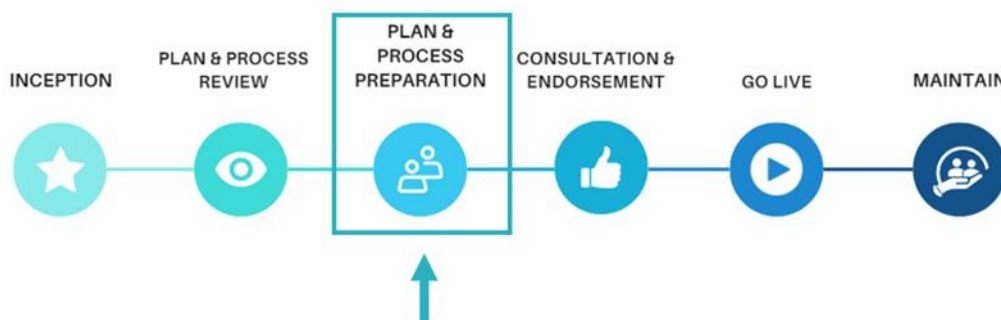 INCEPTION
PLAN & PROCESS
REVIEW
PLAN &
PROCESS
PREPARATION
CONSULTATION &
ENDORSEMENT
GO LIVE
MAINTAIN